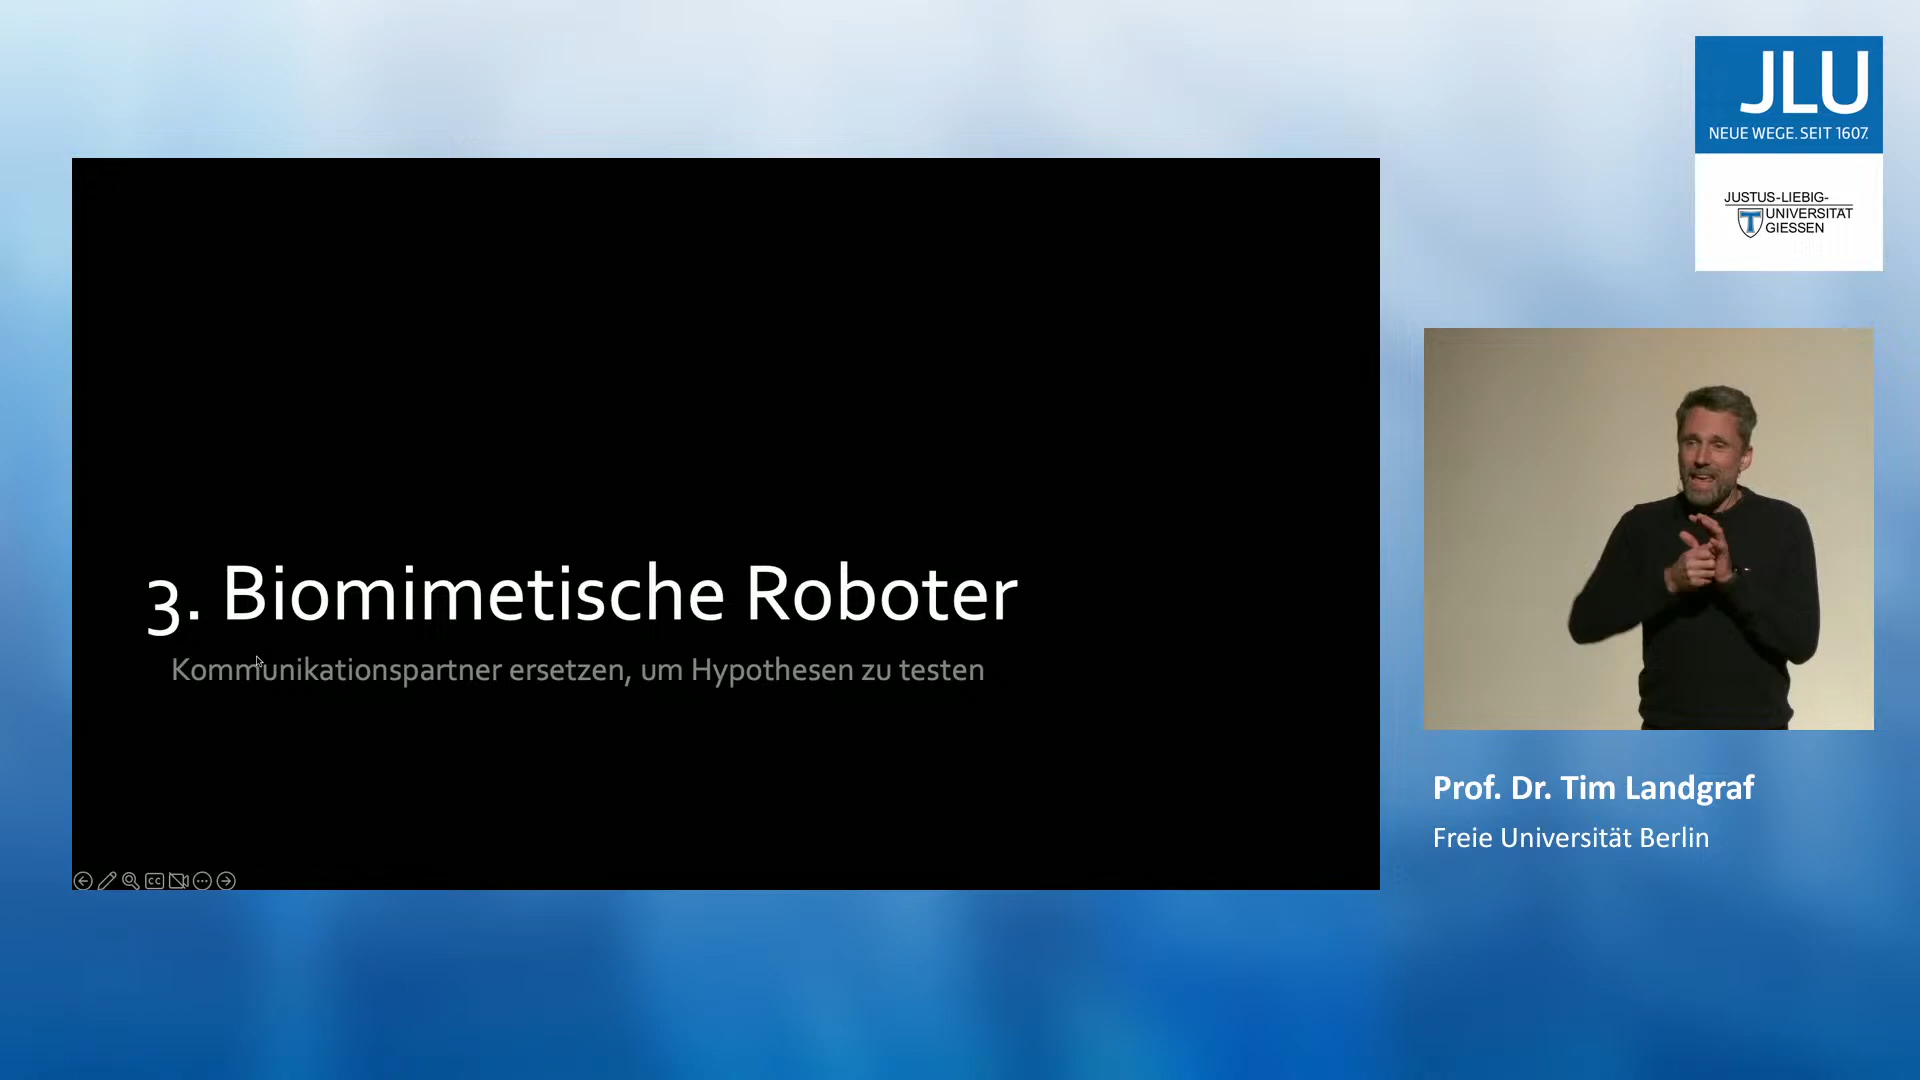 JLU
NEUE WEGE. SEIT 1607.
JUSTUS-LIEBIG-
UNIVERSITÄT
GIESSEN
3. Biomimetische Roboter
Kommunikationspartner ersetzen, um Hypothesen zu testen
CC
Prof. Dr. Tim Landgraf
Freie Universität Berlin